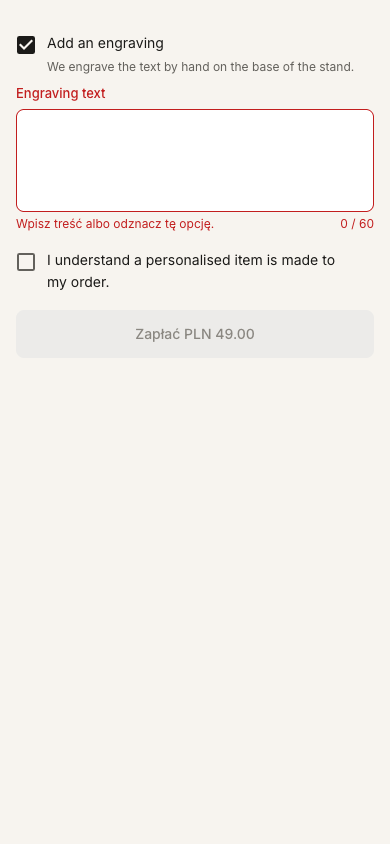 Add an engraving
We engrave the text by hand on the base of the stand.
Engraving text
Wpisz treść albo odznacz tę opcję.
0 / 60
I understand a personalised item is made to
my order.
Zapłać PLN 49.00